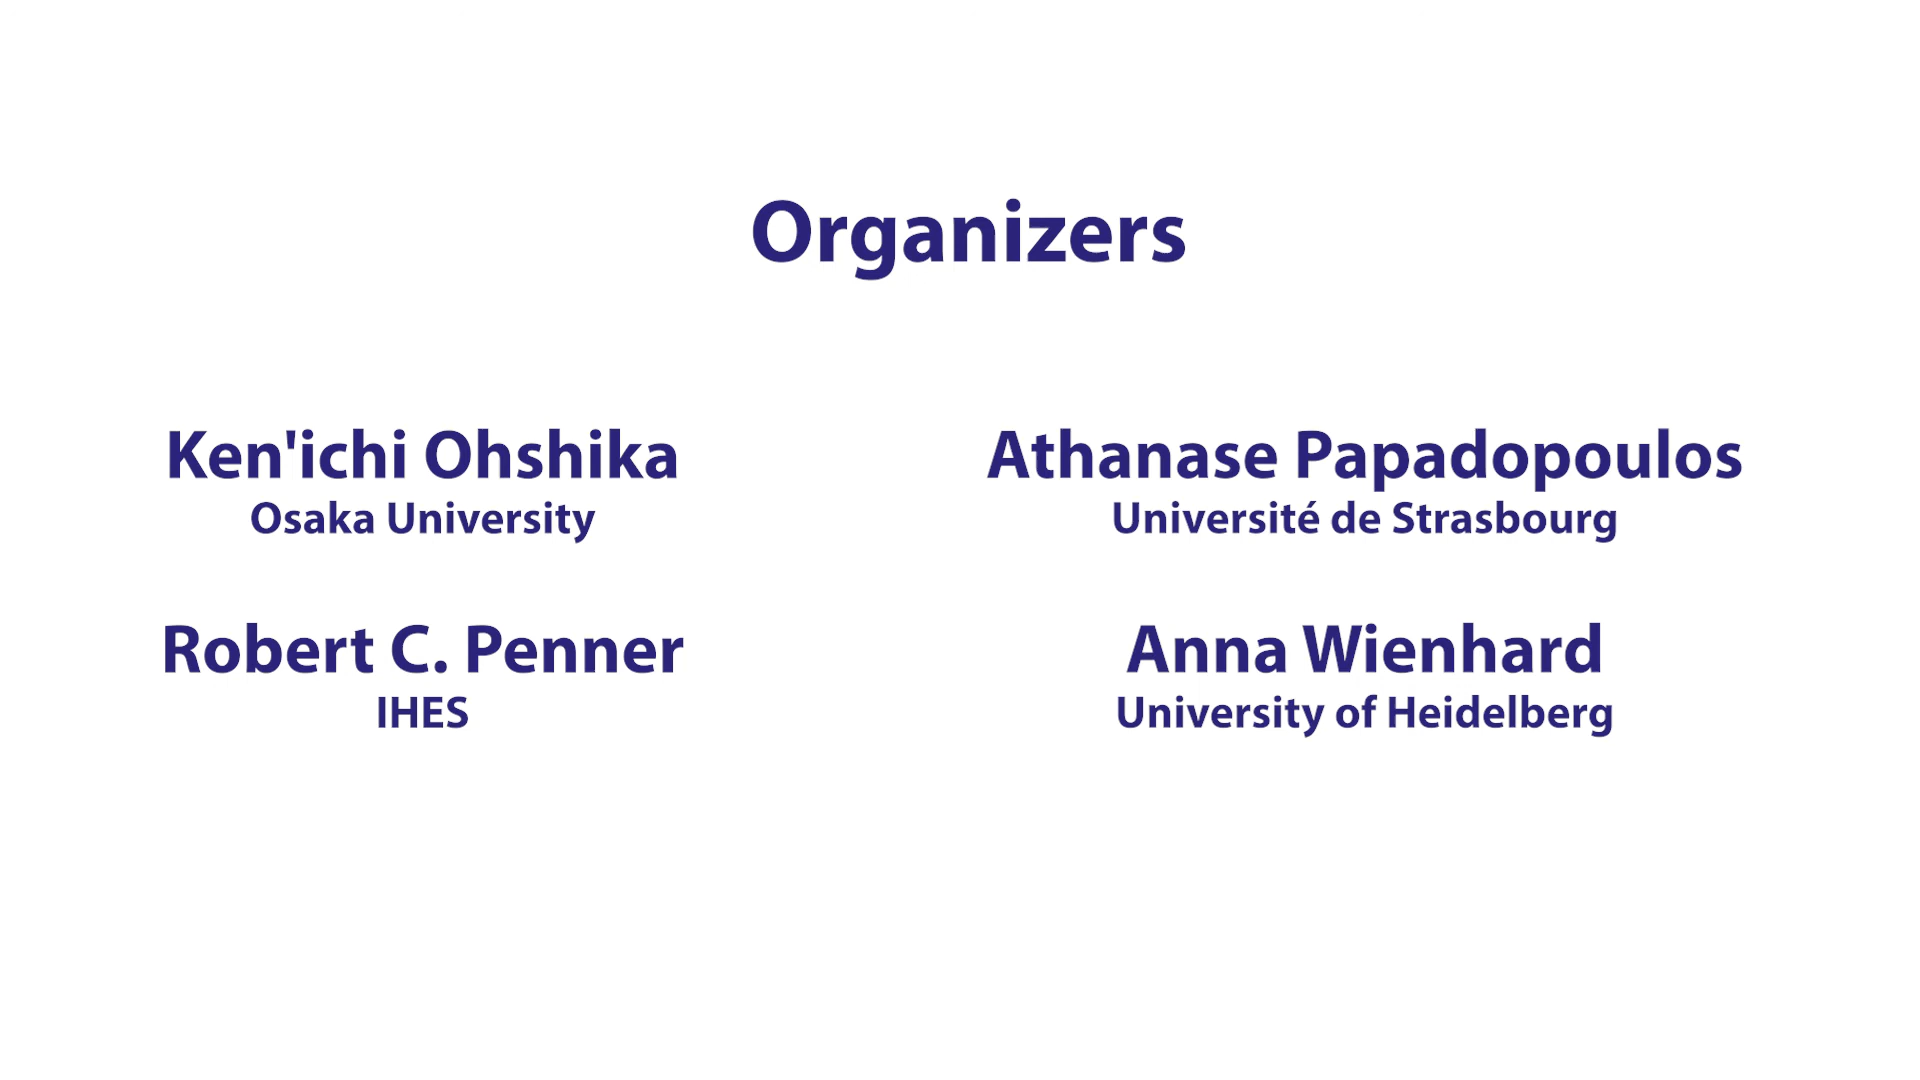 Organizers
Ken'ichi Ohshika
Osaka University
Athanase Papadopoulos
Université de Strasbourg
Robert C. Penner
IHES
Anna Wienhard
University of Heidelberg